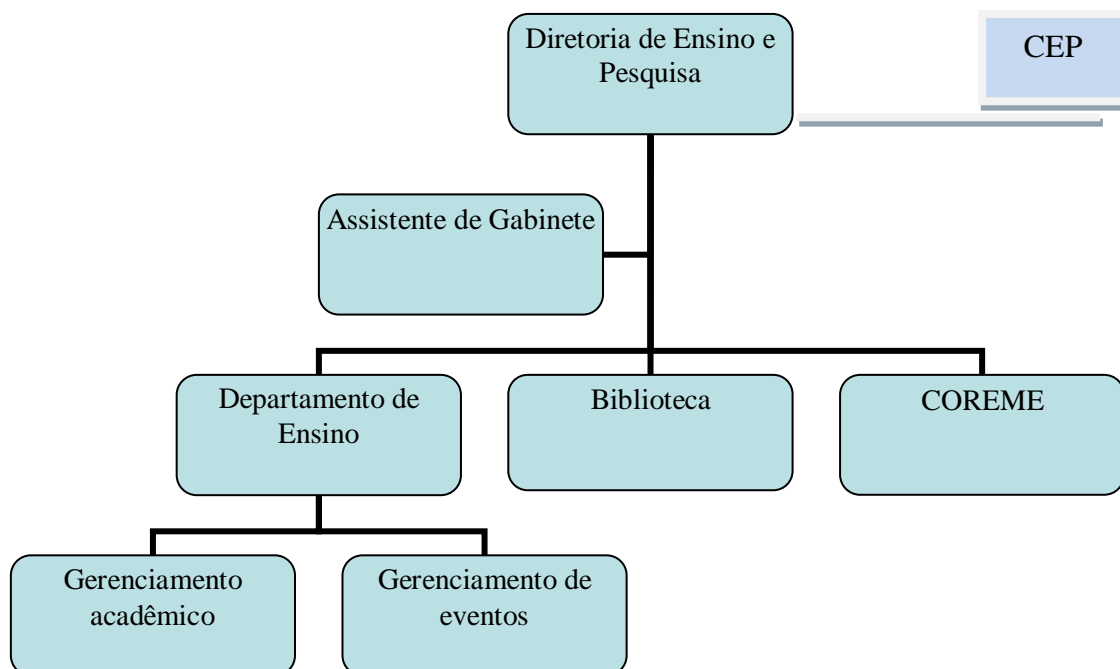 Diretoria de Ensino e
Pesquisa
CEP
Assistente de Gabinete
Departamento de
Ensino
Biblioteca
COREME
Gerenciamento
acadêmico
Gerenciamento de
eventos